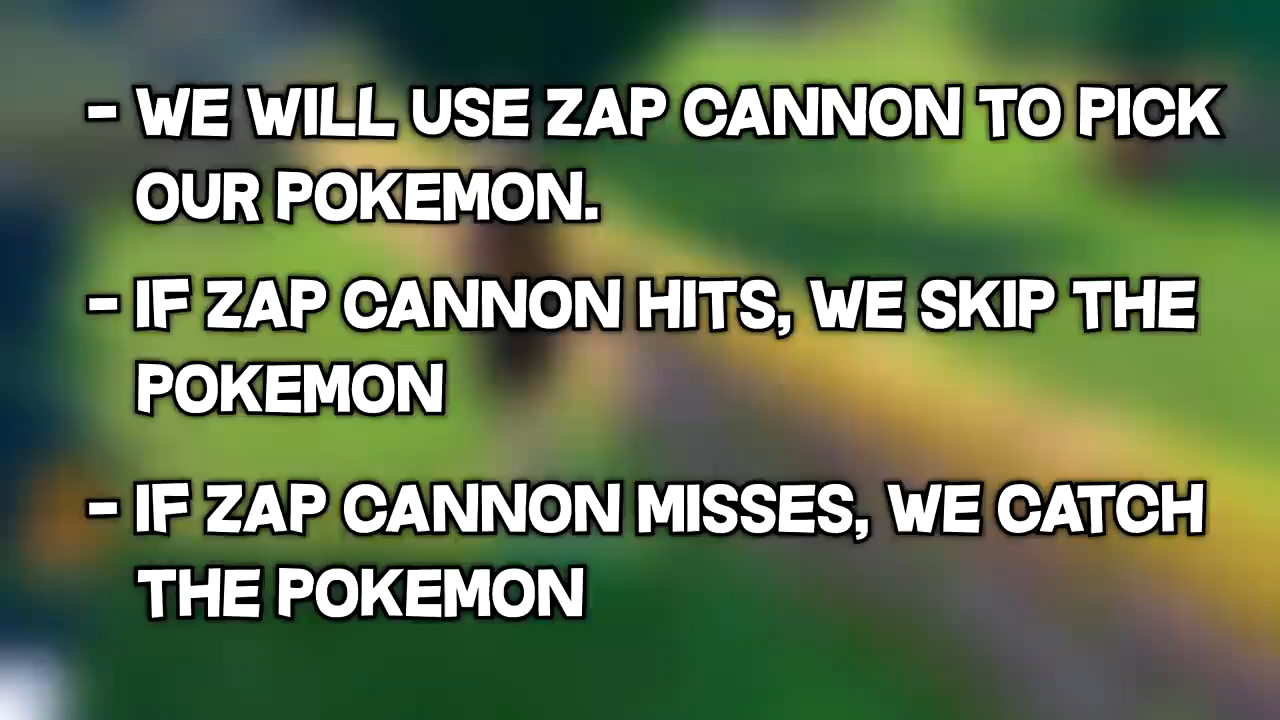 - WE WILL USE ZAP CANNON TO PICK
OUR POKEMON.
- IF ZAP CANNON HITS, WE SKIP THE
POKEMON
- IF ZAP CANNON MISSES, WE CATCH
THE POKEMON